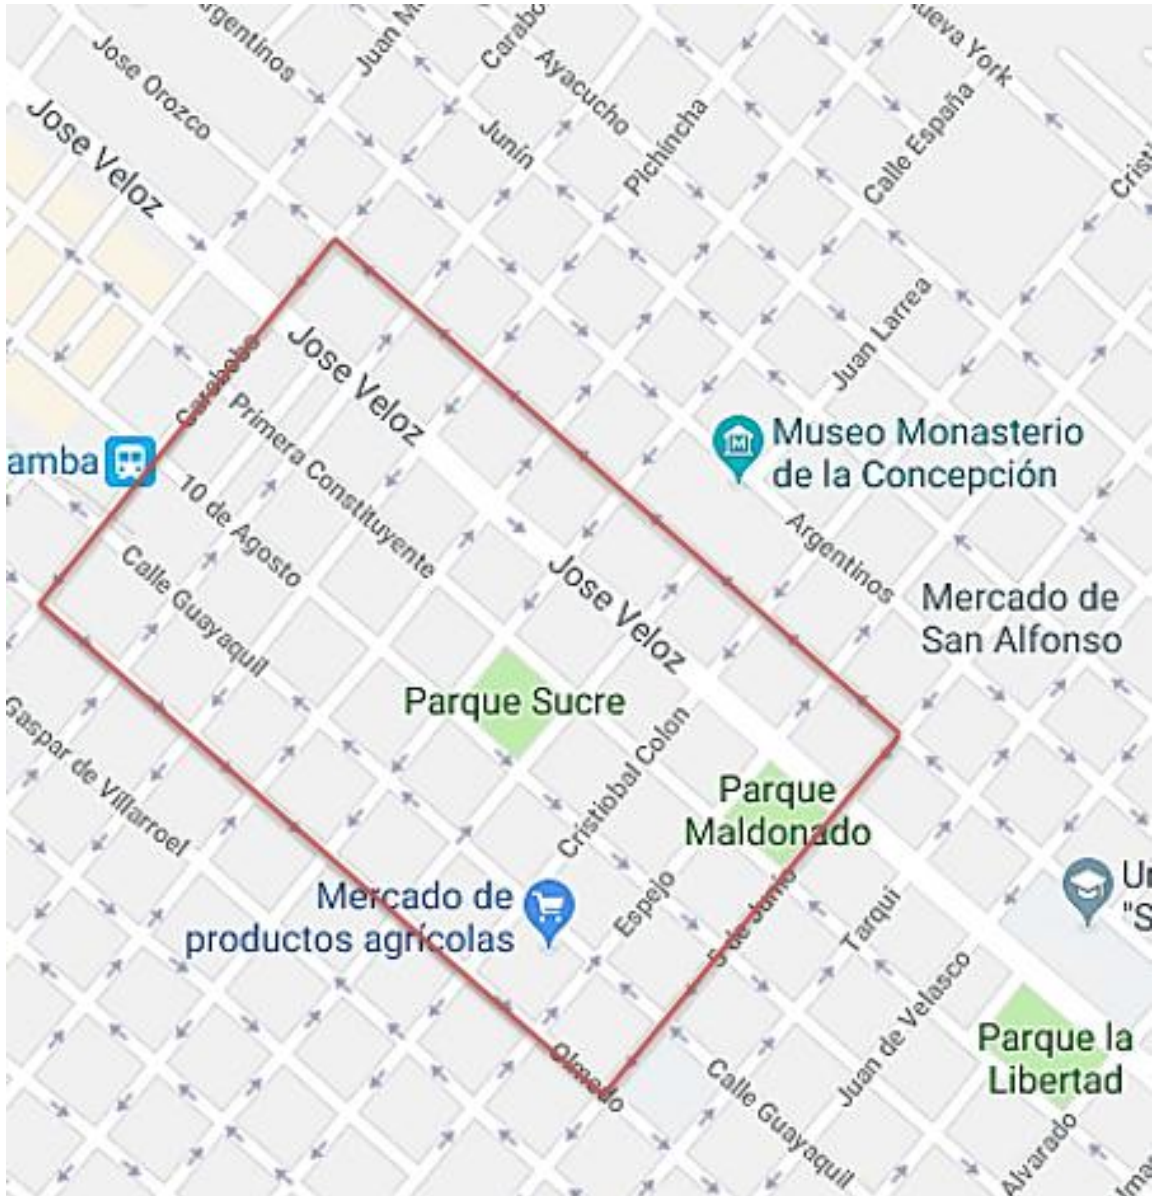 Jose Orozco
Carabo
Ayacucho
Junín
Pichincha
ueva York
Calle España
Jose Veloz
Juan Larrea
Carabobo
Jose Veloz
Primera Constituyente
amba
10 de Agosto
Museo Monasterio
de la Concepción
Argentinos
Calle Guayaquil
Jose Veloz
Mercado de
San Alfonso
Parque Sucre
Gaspar de Villarroel
Cristiobal Colon
Parque
Maldonado
Mercado de
productos agrícolas
Espejo
5 de Junio
Tarqui
Un
"S
Juan de Velasco
Parque la
Libertad
Olmedo
Calle Guayaquil
Alvarado